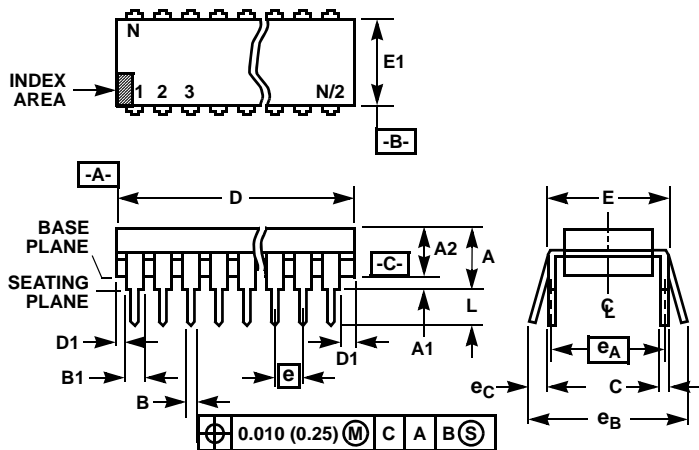 N
INDEX
AREA
1 2 3 N/2
E1
-B-
-A-
D
E
BASE
PLANE
A2
A
-C-
SEATING
PLANE
L
℄
D1
A1
D1
eA
B1
e
eC
C
B
eB
⌖ 0.010 (0.25) Ⓜ C A B Ⓢ